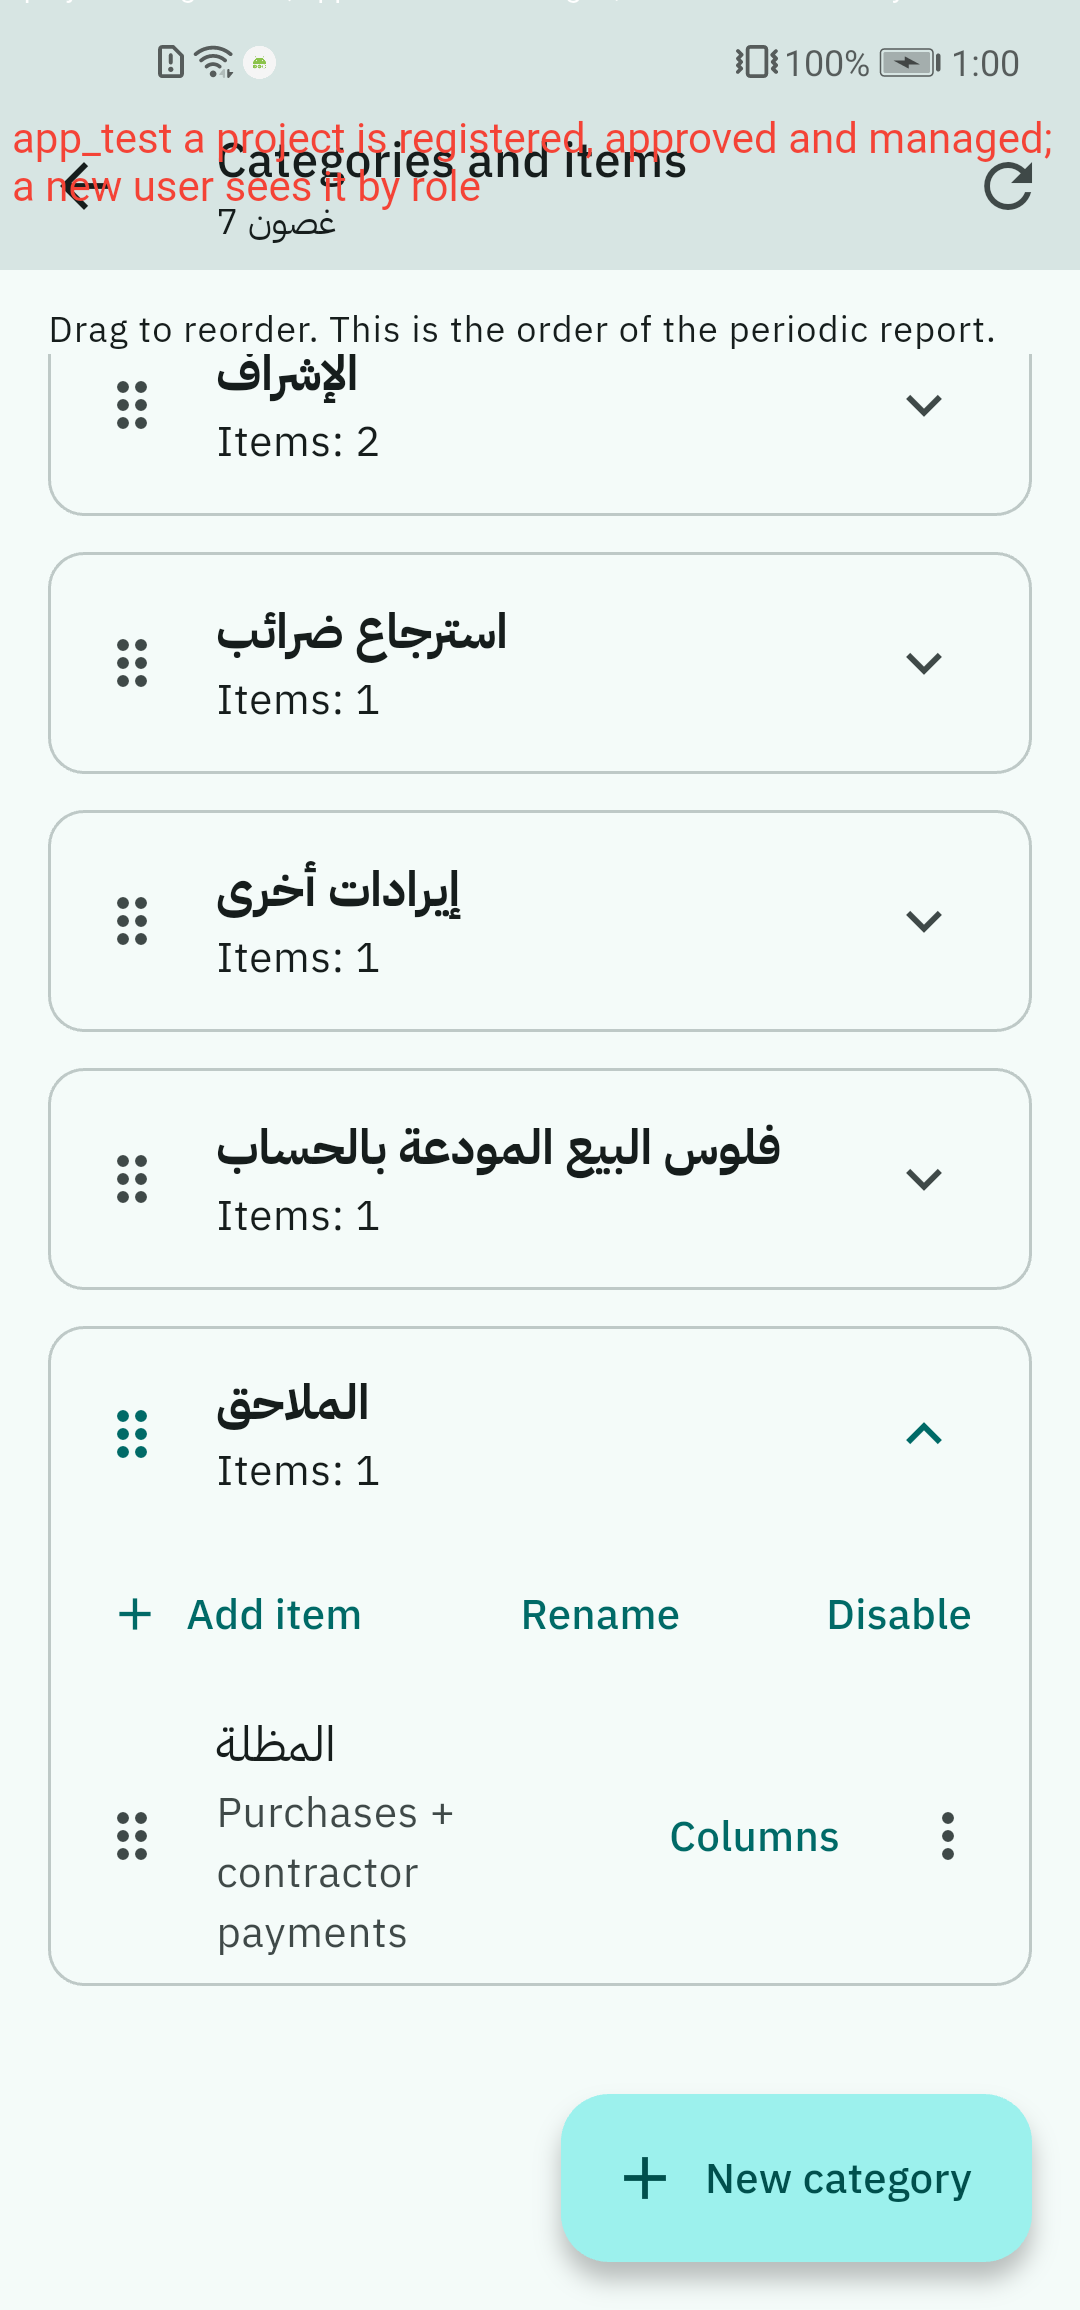 100% 1:00
app_test a project is registered, approved and managed;
a new user sees it by role
Categories and items
غصون 7
Drag to reorder. This is the order of the periodic report.
الإشراف
Items: 2
استرجاع ضرائب
Items: 1
إيرادات أخرى
Items: 1
فلوس البيع المودعة بالحساب
Items: 1
الملاحق
Items: 1
Add item Rename Disable
المظلة
Purchases +
contractor
payments
Columns
New category